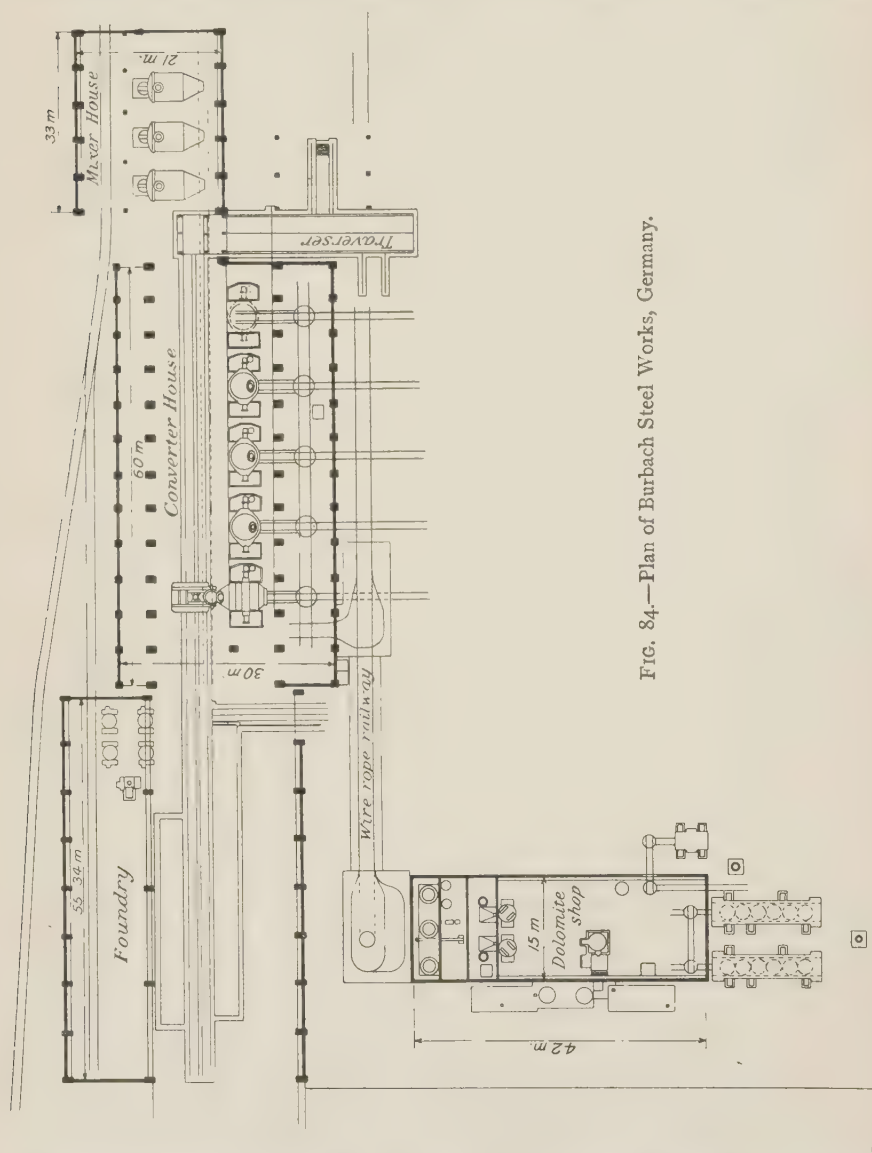 33 m
21 m.
Mixer House
Traverser
60 m
Converter House
30 m
55 34 m
Foundry
Wire rope railway
15 m
Dolomite
shop
42 m.
FIG. 84.—Plan of Burbach Steel Works, Germany.